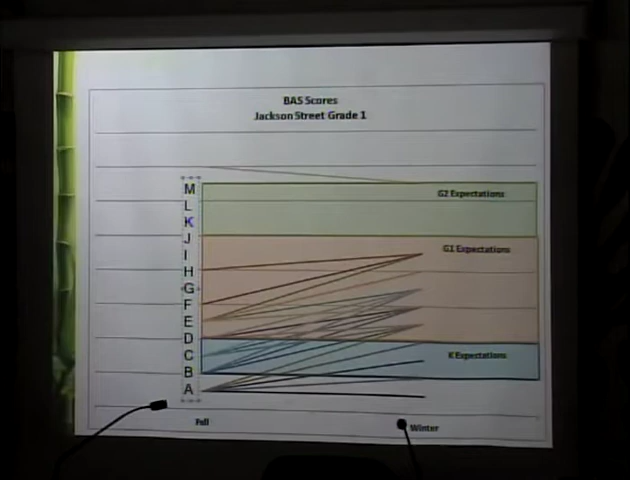 BAS Scores
Jackson Street Grade 1
M
G2 Expectations
L
K
J
G1 Expectations
I
H
G
F
E
D
C
K Expectations
B
A
Fall
Winter